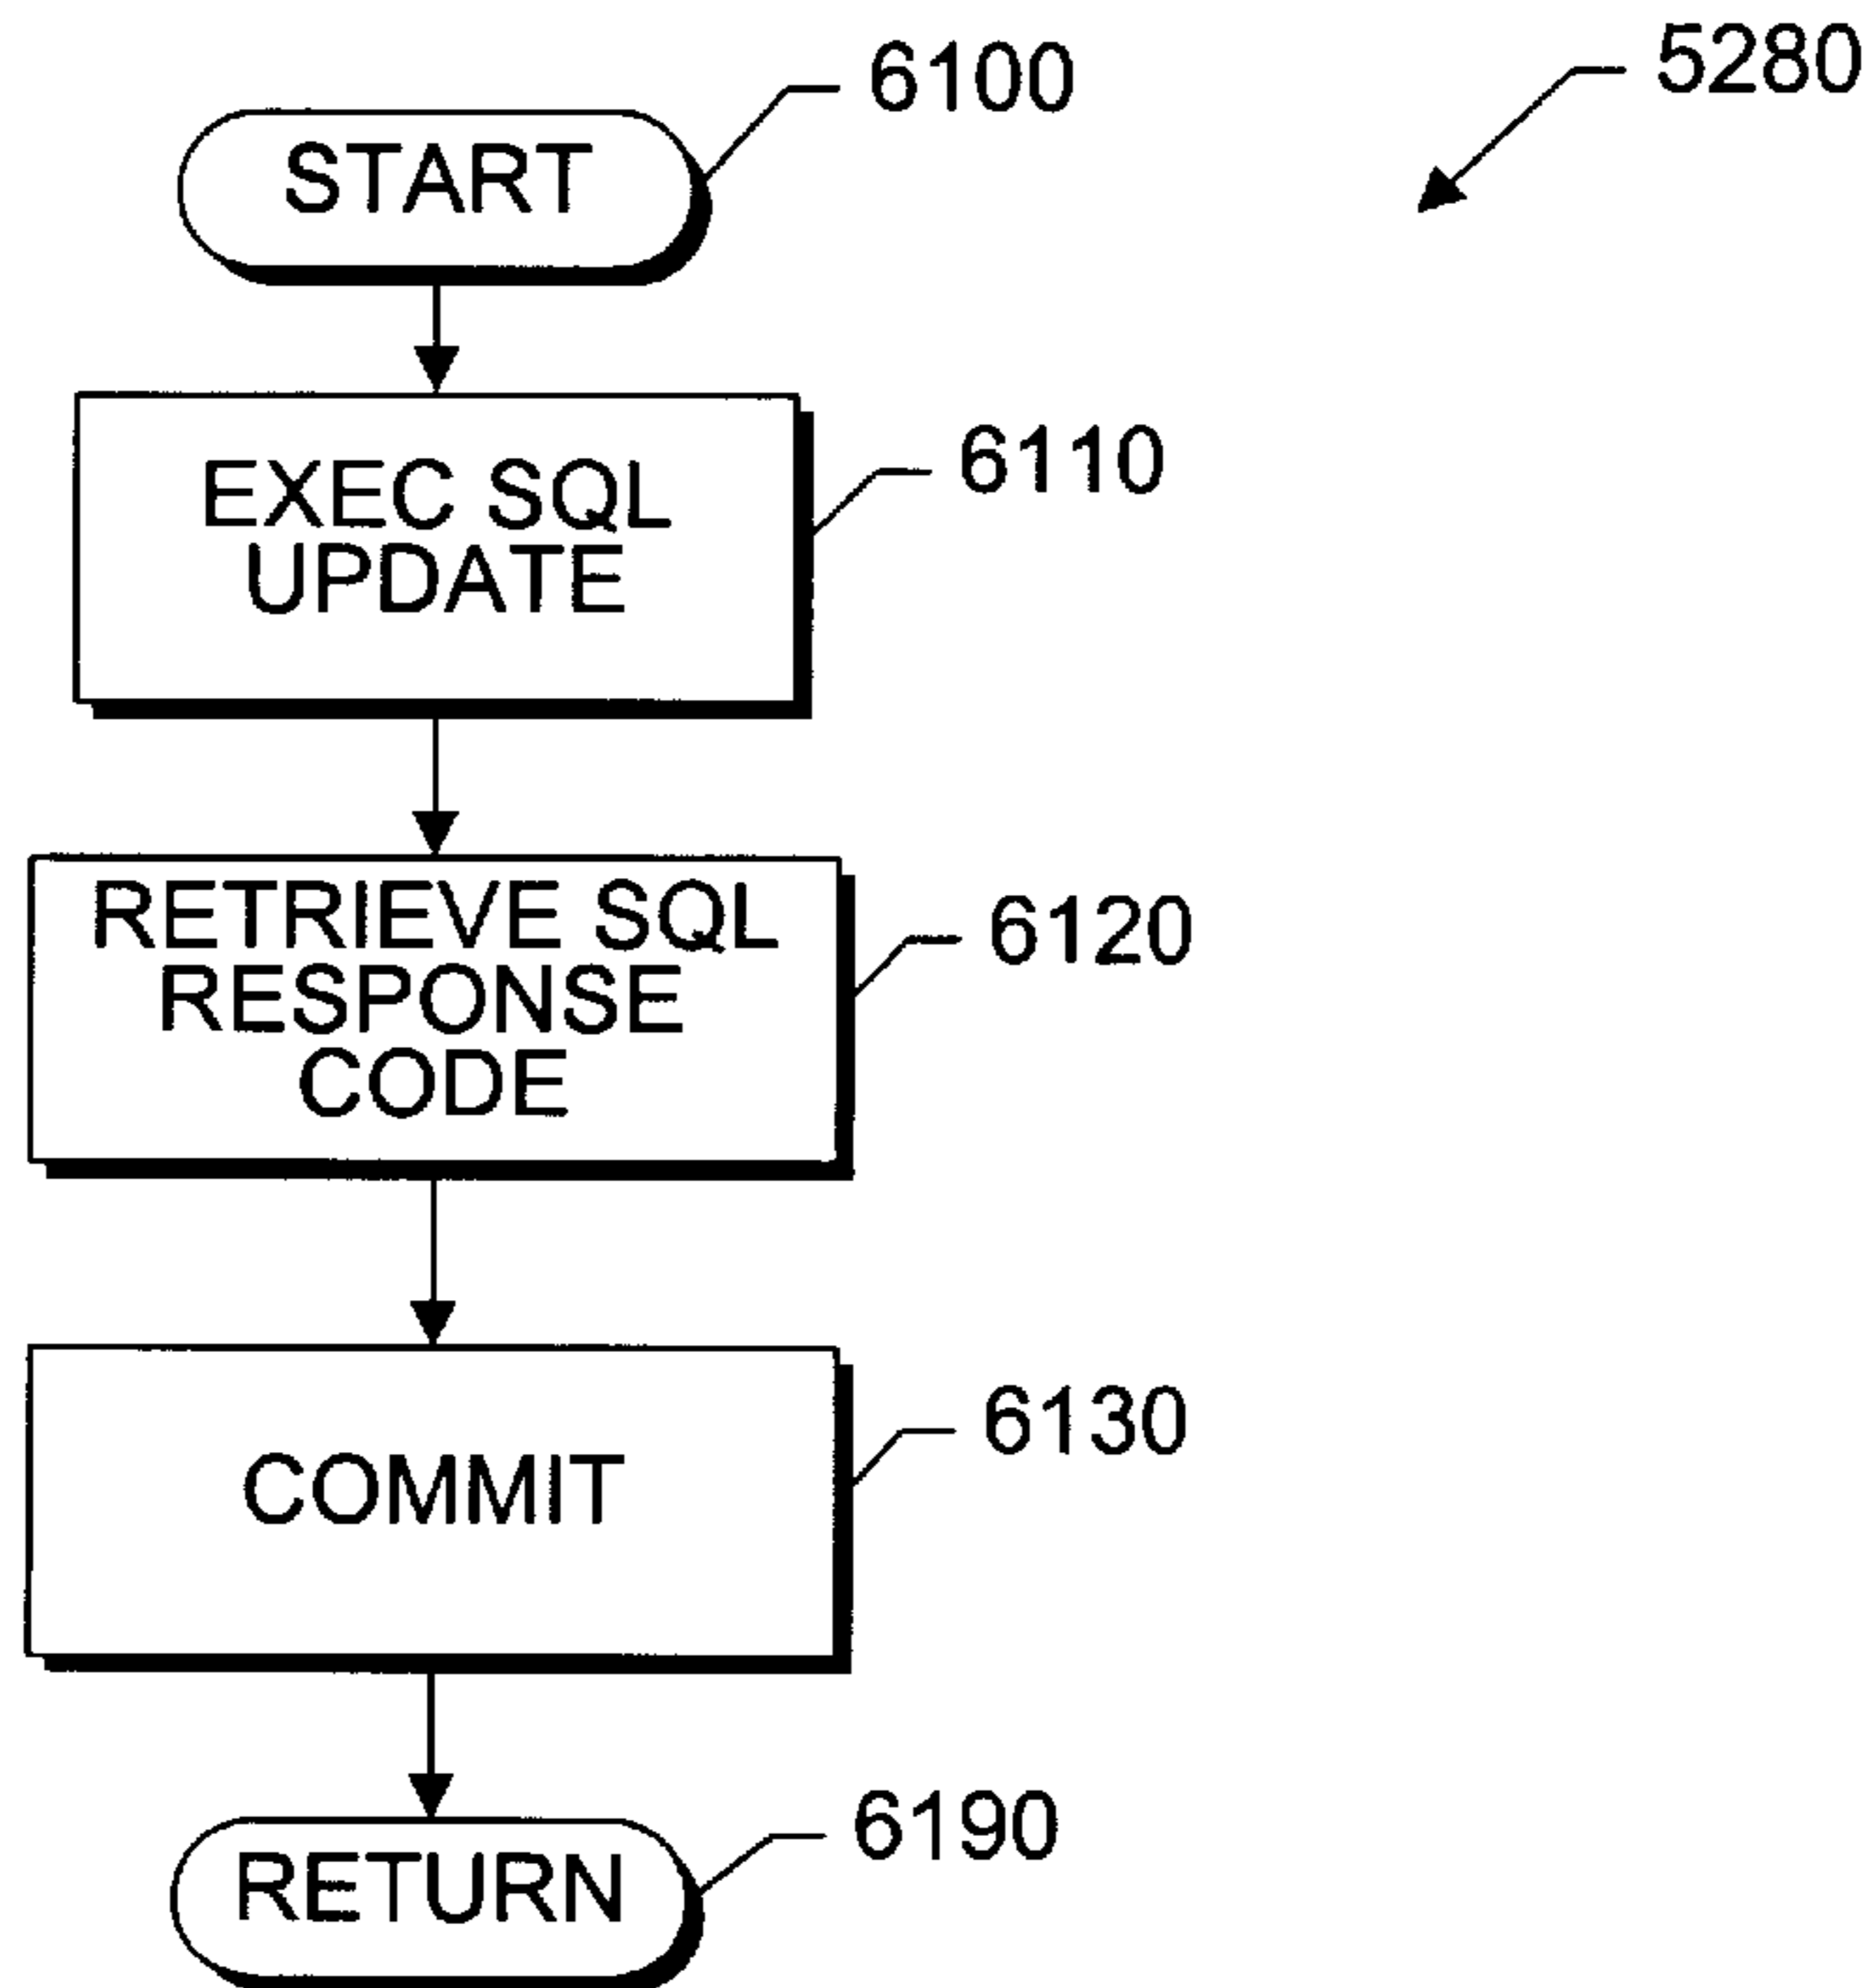 5280
6100
START
6110
EXEC SQL
UPDATE
6120
RETRIEVE SQL
RESPONSE
CODE
6130
COMMIT
6190
RETURN